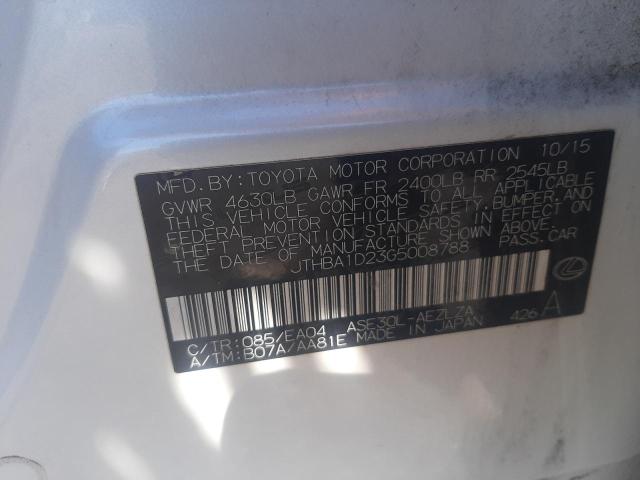 MFD. BY: TOYOTA MOTOR CORPORATION 10/15
GVWR 4630LB GAWR FR 2400LB RR 2545LB
THIS VEHICLE CONFORMS TO ALL APPLICABLE
FEDERAL MOTOR VEHICLE SAFETY, BUMPER, AND
THEFT PREVENTION STANDARDS IN EFFECT ON
THE DATE OF MANUFACTURE SHOWN ABOVE.
JTHBA1D23G5008788 PASS. CAR
C/TR: 085/EA04 ASE30L-AEZLZA 426 A
A/TM: B07A/AA81E MADE IN JAPAN